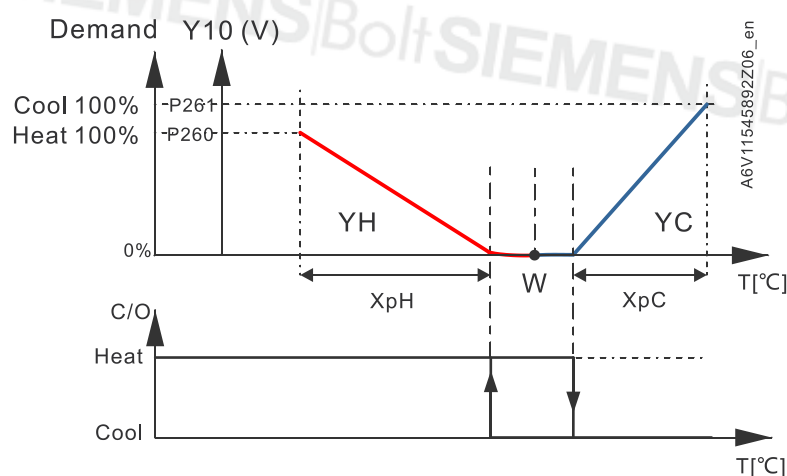 SIEMENS Bolt SIEMENS B
Demand Y10 (V)
A6V11545892Z06_en
Cool 100% P261
Heat 100% P260
YH YC
0%
W T[℃]
XpH XpC
C/O
Heat
Cool
T[℃]